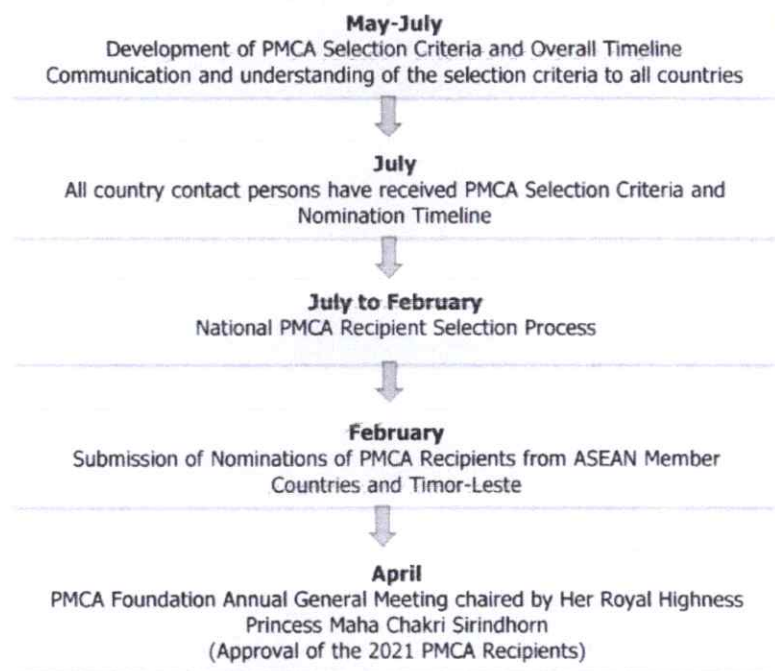 May-July
Development of PMCA Selection Criteria and Overall Timeline
Communication and understanding of the selection criteria to all countries
July
All country contact persons have received PMCA Selection Criteria and
Nomination Timeline
July to February
National PMCA Recipient Selection Process
February
Submission of Nominations of PMCA Recipients from ASEAN Member
Countries and Timor-Leste
April
PMCA Foundation Annual General Meeting chaired by Her Royal Highness
Princess Maha Chakri Sirindhorn
(Approval of the 2021 PMCA Recipients)